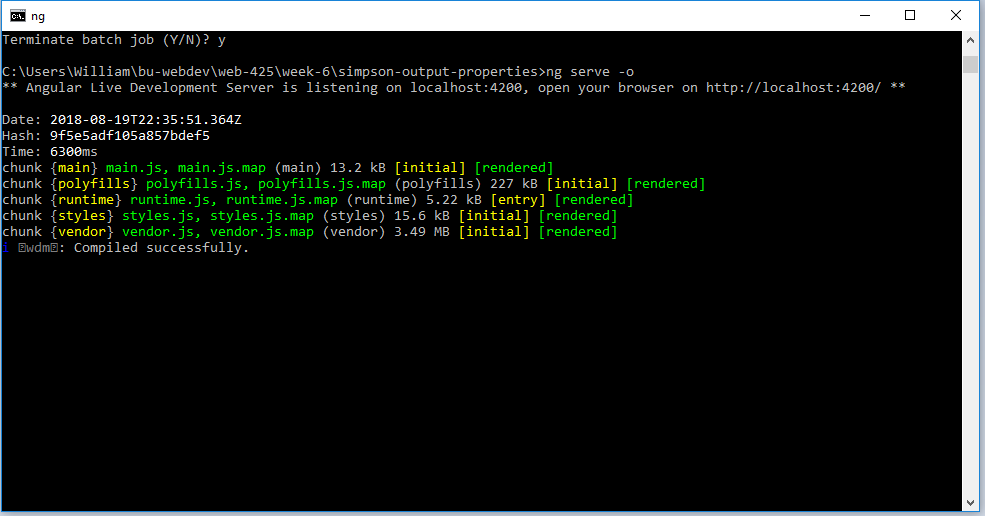 ng
Terminate batch job (Y/N)? y
C:\Users\William\bu-webdev\web-425\week-6\simpson-output-properties>ng serve -o
** Angular Live Development Server is listening on localhost:4200, open your browser on http://localhost:4200/ **
Date: 2018-08-19T22:35:51.364Z
Hash: 9f5e5adf105a857bdef5
Time: 6300ms
chunk {main} main.js, main.js.map (main) 13.2 kB [initial] [rendered]
chunk {polyfills} polyfills.js, polyfills.js.map (polyfills) 227 kB [initial] [rendered]
chunk {runtime} runtime.js, runtime.js.map (runtime) 5.22 kB [entry] [rendered]
chunk {styles} styles.js, styles.js.map (styles) 15.6 kB [initial] [rendered]
chunk {vendor} vendor.js, vendor.js.map (vendor) 3.49 MB [initial] [rendered]
i wdm: Compiled successfully.